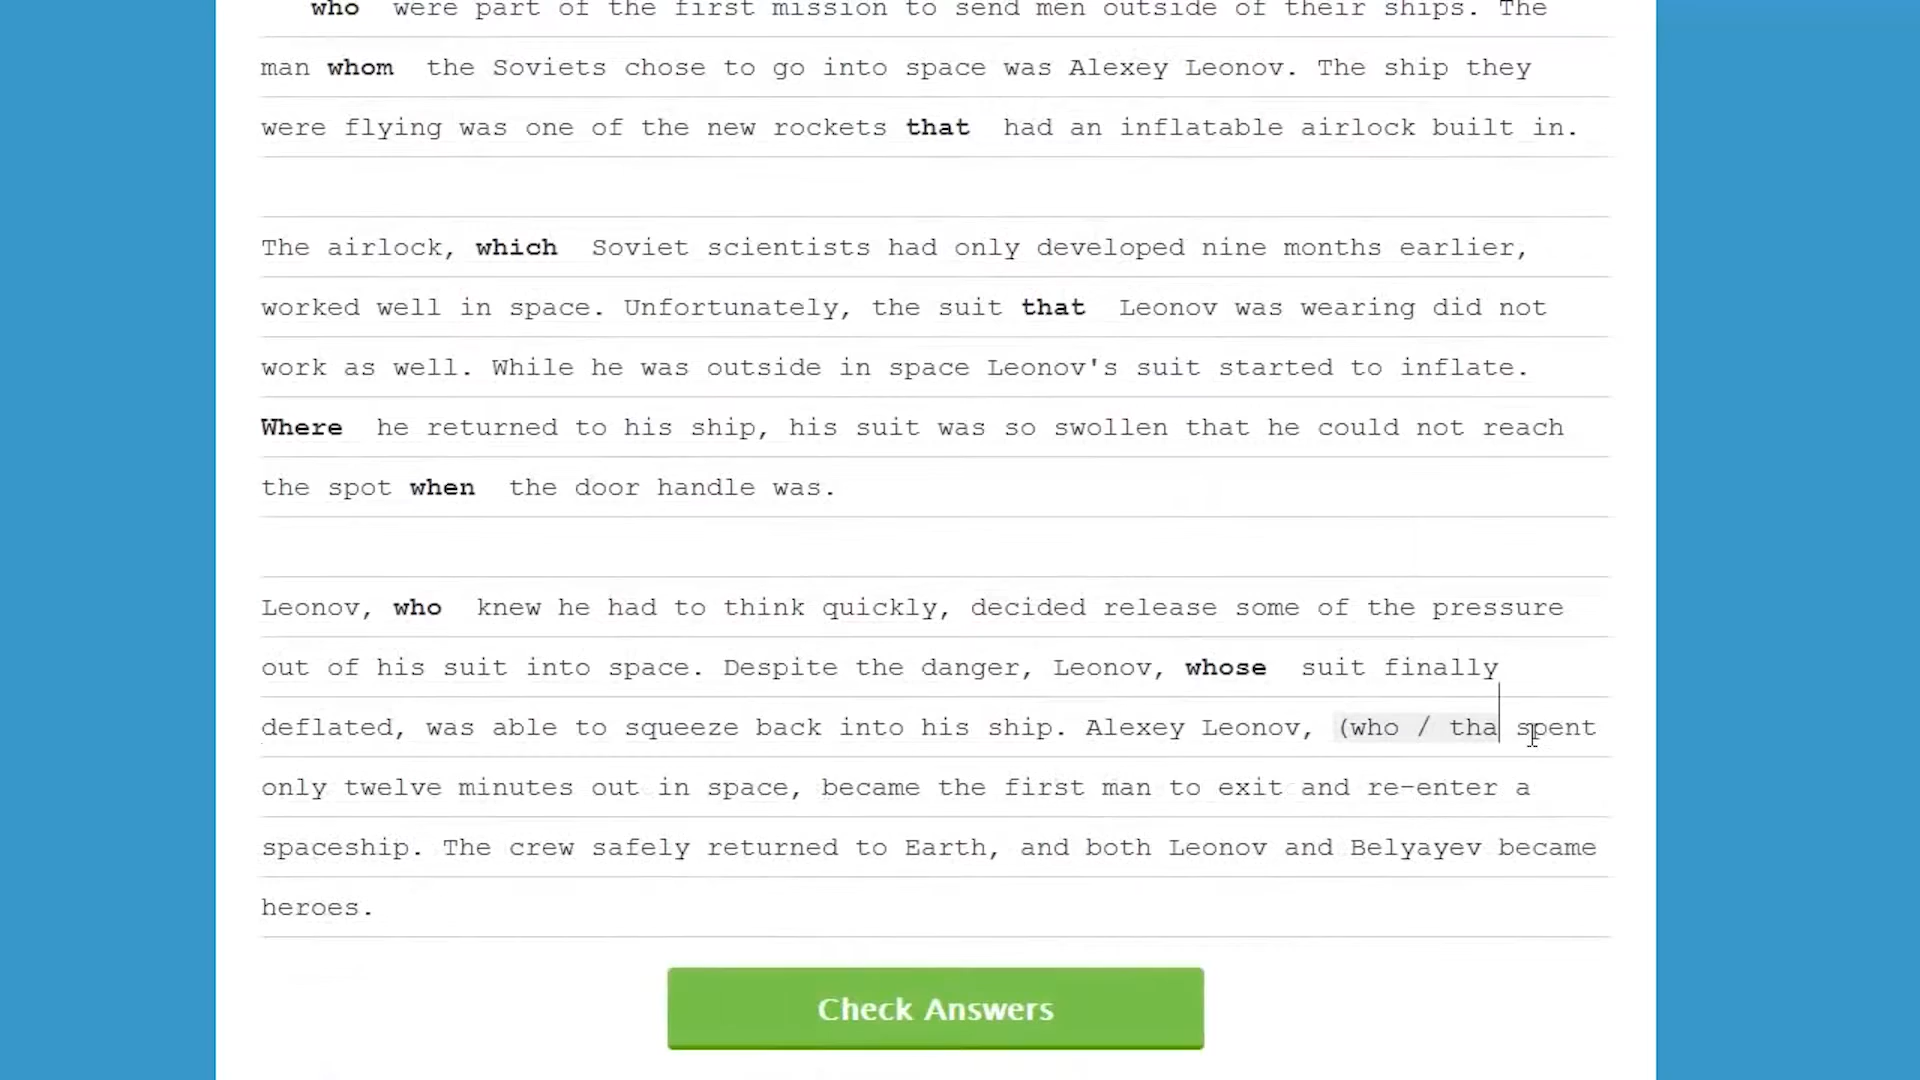 who were part of the first mission to send men outside of their ships. The
man whom the Soviets chose to go into space was Alexey Leonov. The ship they
were flying was one of the new rockets that had an inflatable airlock built in.
The airlock, which Soviet scientists had only developed nine months earlier,
worked well in space. Unfortunately, the suit that Leonov was wearing did not
work as well. While he was outside in space Leonov's suit started to inflate.
Where he returned to his ship, his suit was so swollen that he could not reach
the spot when the door handle was.
Leonov, who knew he had to think quickly, decided release some of the pressure
out of his suit into space. Despite the danger, Leonov, whose suit finally
deflated, was able to squeeze back into his ship. Alexey Leonov, (who / tha spent
only twelve minutes out in space, became the first man to exit and re-enter a
spaceship. The crew safely returned to Earth, and both Leonov and Belyayev became
heroes.
Check Answers